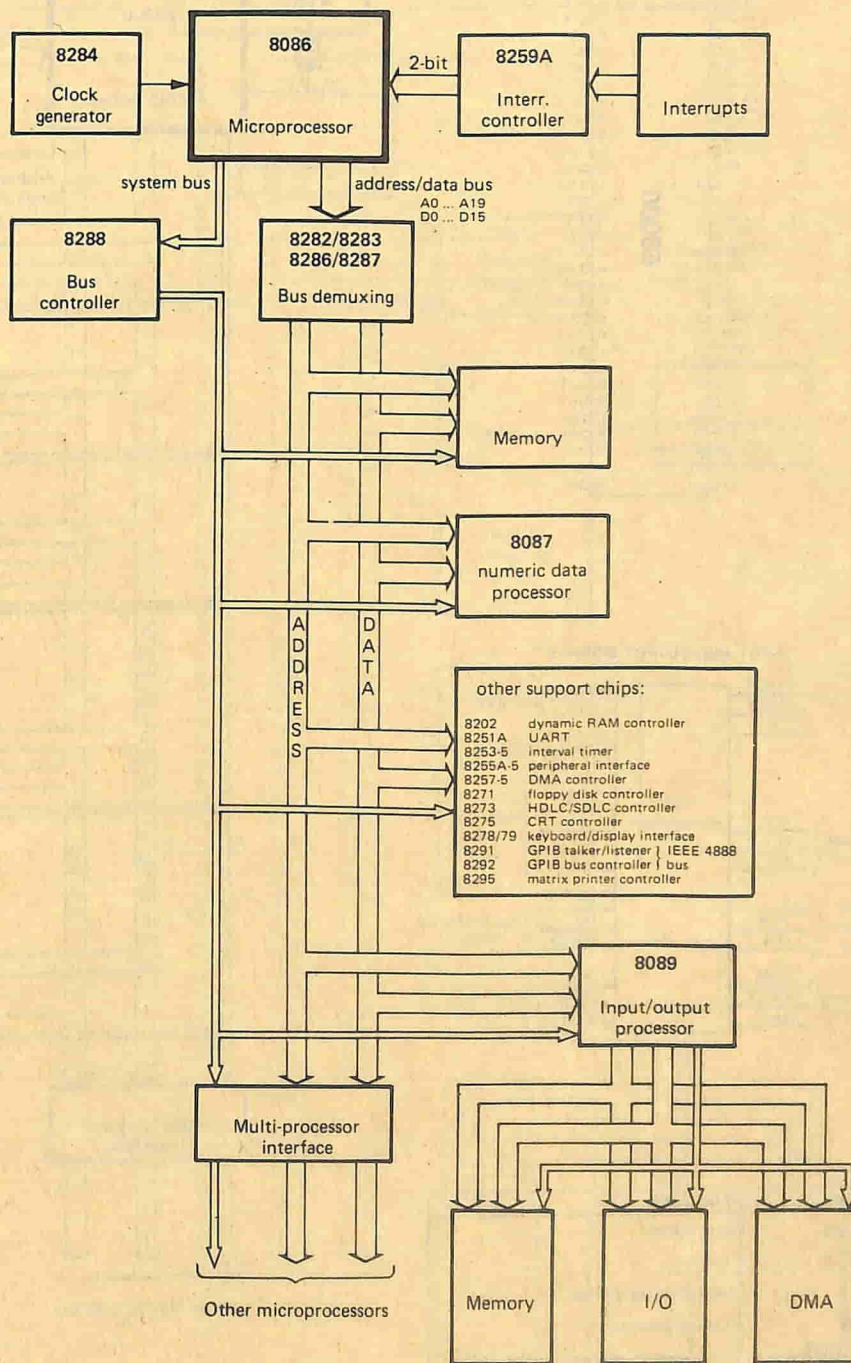 8284
Clock
generator
8086
Microprocessor
2-bit
8259A
Interr.
controller
Interrupts
system bus
address/data bus
A0 ... A19
D0 ... D15
8288
Bus
controller
8282/8283
8286/8287
Bus demuxing
Memory
8087
numeric data
processor
ADDRESS
DATA
other support chips:
8202 dynamic RAM controller
8251A UART
8253-5 interval timer
8255A-5 peripheral interface
8257-5 DMA controller
8271 floppy disk controller
8273 HDLC/SDLC controller
8275 CRT controller
8278/79 keyboard/display interface
8291 GPIB talker/listener } IEEE 4888
8292 GPIB bus controller { bus
8295 matrix printer controller
8089
Input/output
processor
Multi-processor
interface
Other microprocessors
Memory
I/O
DMA